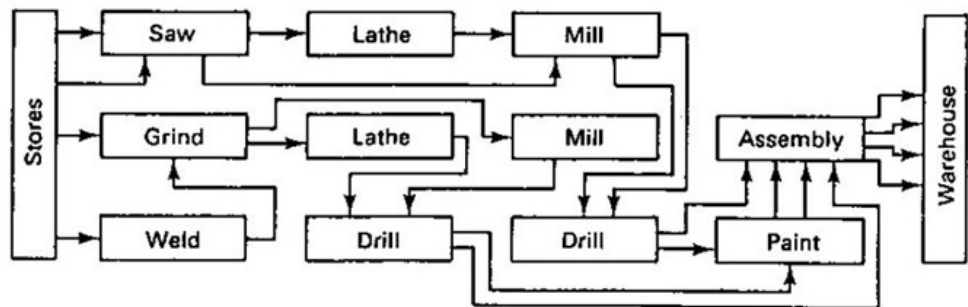 Stores
Saw
Lathe
Mill
Grind
Lathe
Mill
Assembly
Warehouse
Weld
Drill
Drill
Paint